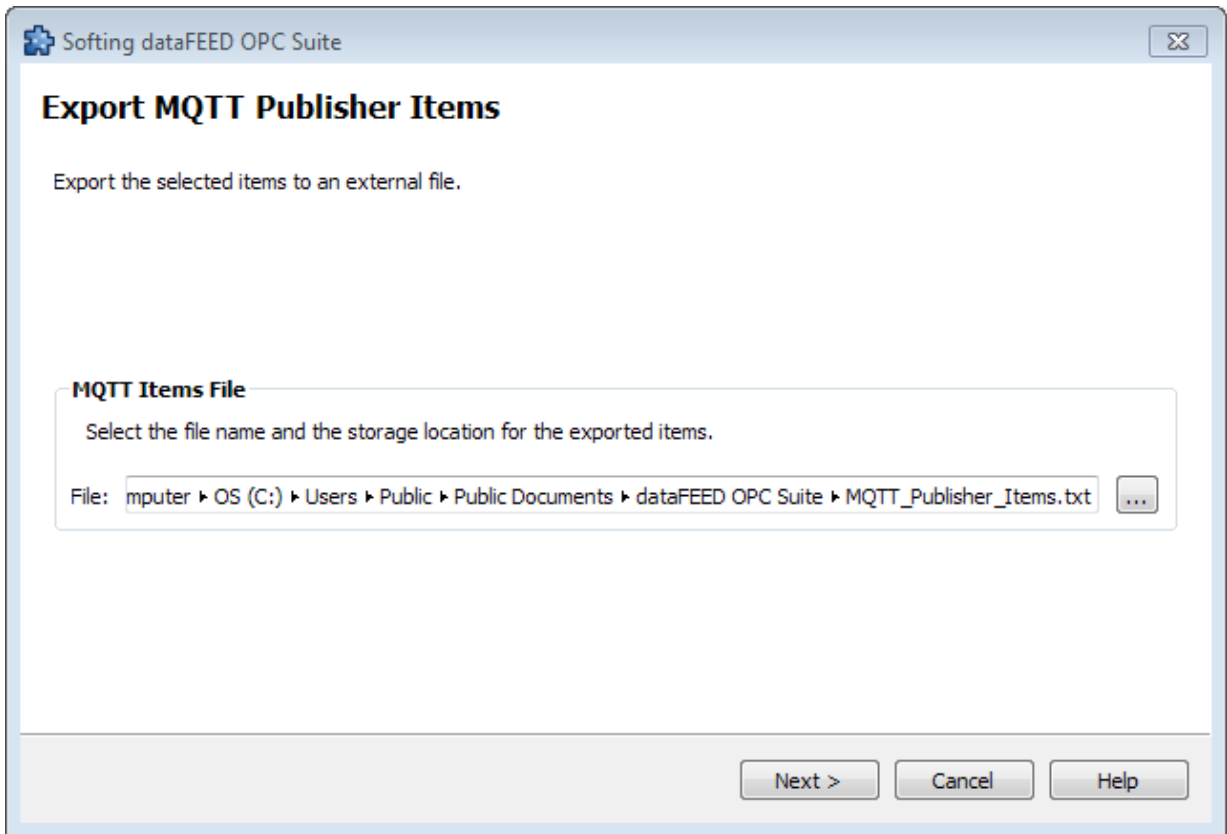 Softing dataFEED OPC Suite
Export MQTT Publisher Items
Export the selected items to an external file.
MQTT Items File
Select the file name and the storage location for the exported items.
File: mputer ▸ OS (C:) ▸ Users ▸ Public ▸ Public Documents ▸ dataFEED OPC Suite ▸ MQTT_Publisher_Items.txt ...
Next > Cancel Help